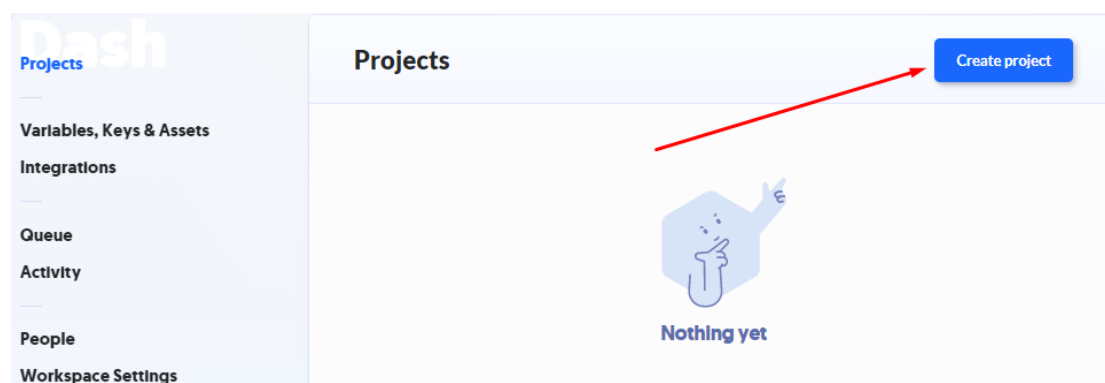 Dash
Projects
Variables, Keys & Assets
Integrations
Queue
Activity
People
Workspace Settings
Projects
Create project
Nothing yet